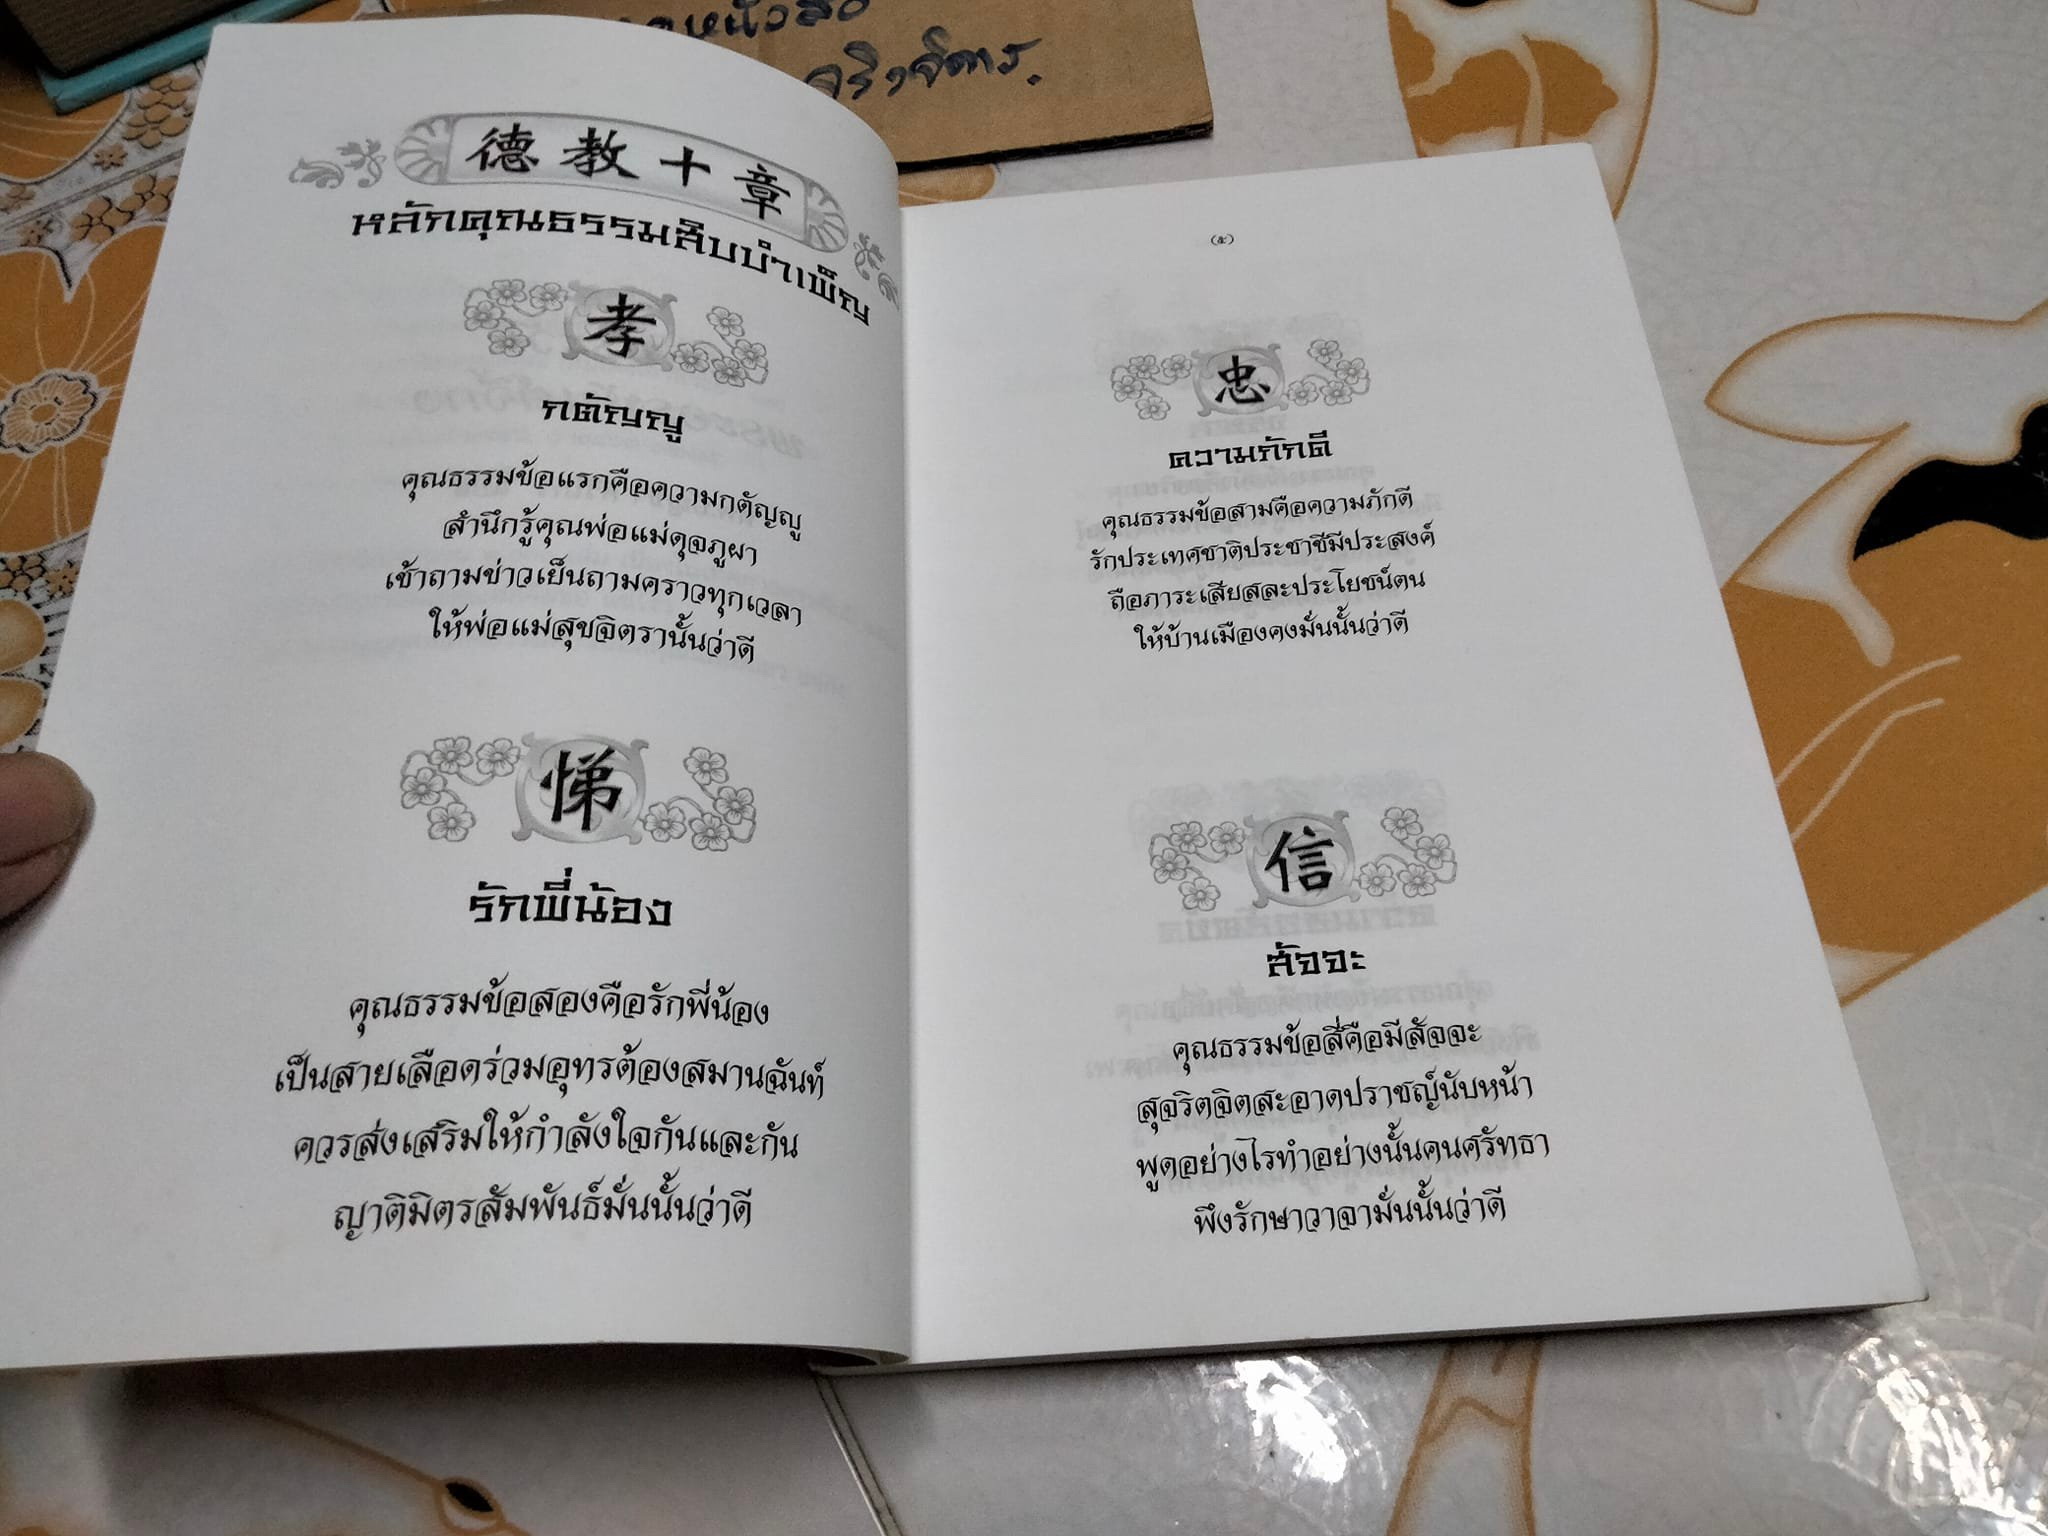 หนังสือ
จริงจิตร.
德教十章
หลักคุณธรรมสิบบำเพ็ญ
孝
กตัญญู
คุณธรรมข้อแรกคือความกตัญญู
สำนึกรู้คุณพ่อแม่ดุจภูผา
เช้าถามข่าวเย็นถามคราวทุกเวลา
ให้พ่อแม่สุขจิตรานั้นว่าดี
悌
รักพี่น้อง
คุณธรรมข้อสองคือรักพี่น้อง
เป็นสายเลือดร่วมอุทรต้องสมานฉันท์
ควรส่งเสริมให้กำลังใจกันและกัน
ญาติมิตรสัมพันธ์มั่นนั้นว่าดี
(๕)
忠
ความภักดี
คุณธรรมข้อสามคือความภักดี
รักประเทศชาติประชาชีมีประสงค์
ถือภาระเสียสละประโยชน์ตน
ให้บ้านเมืองคงมั่นนั้นว่าดี
信
สัจจะ
คุณธรรมข้อสี่คือมีสัจจะ
สุจริตจิตสะอาดปราชญ์นับหน้า
พูดอย่างไรทำอย่างนั้นคนศรัทธา
พึงรักษาวาจามั่นนั้นว่าดี